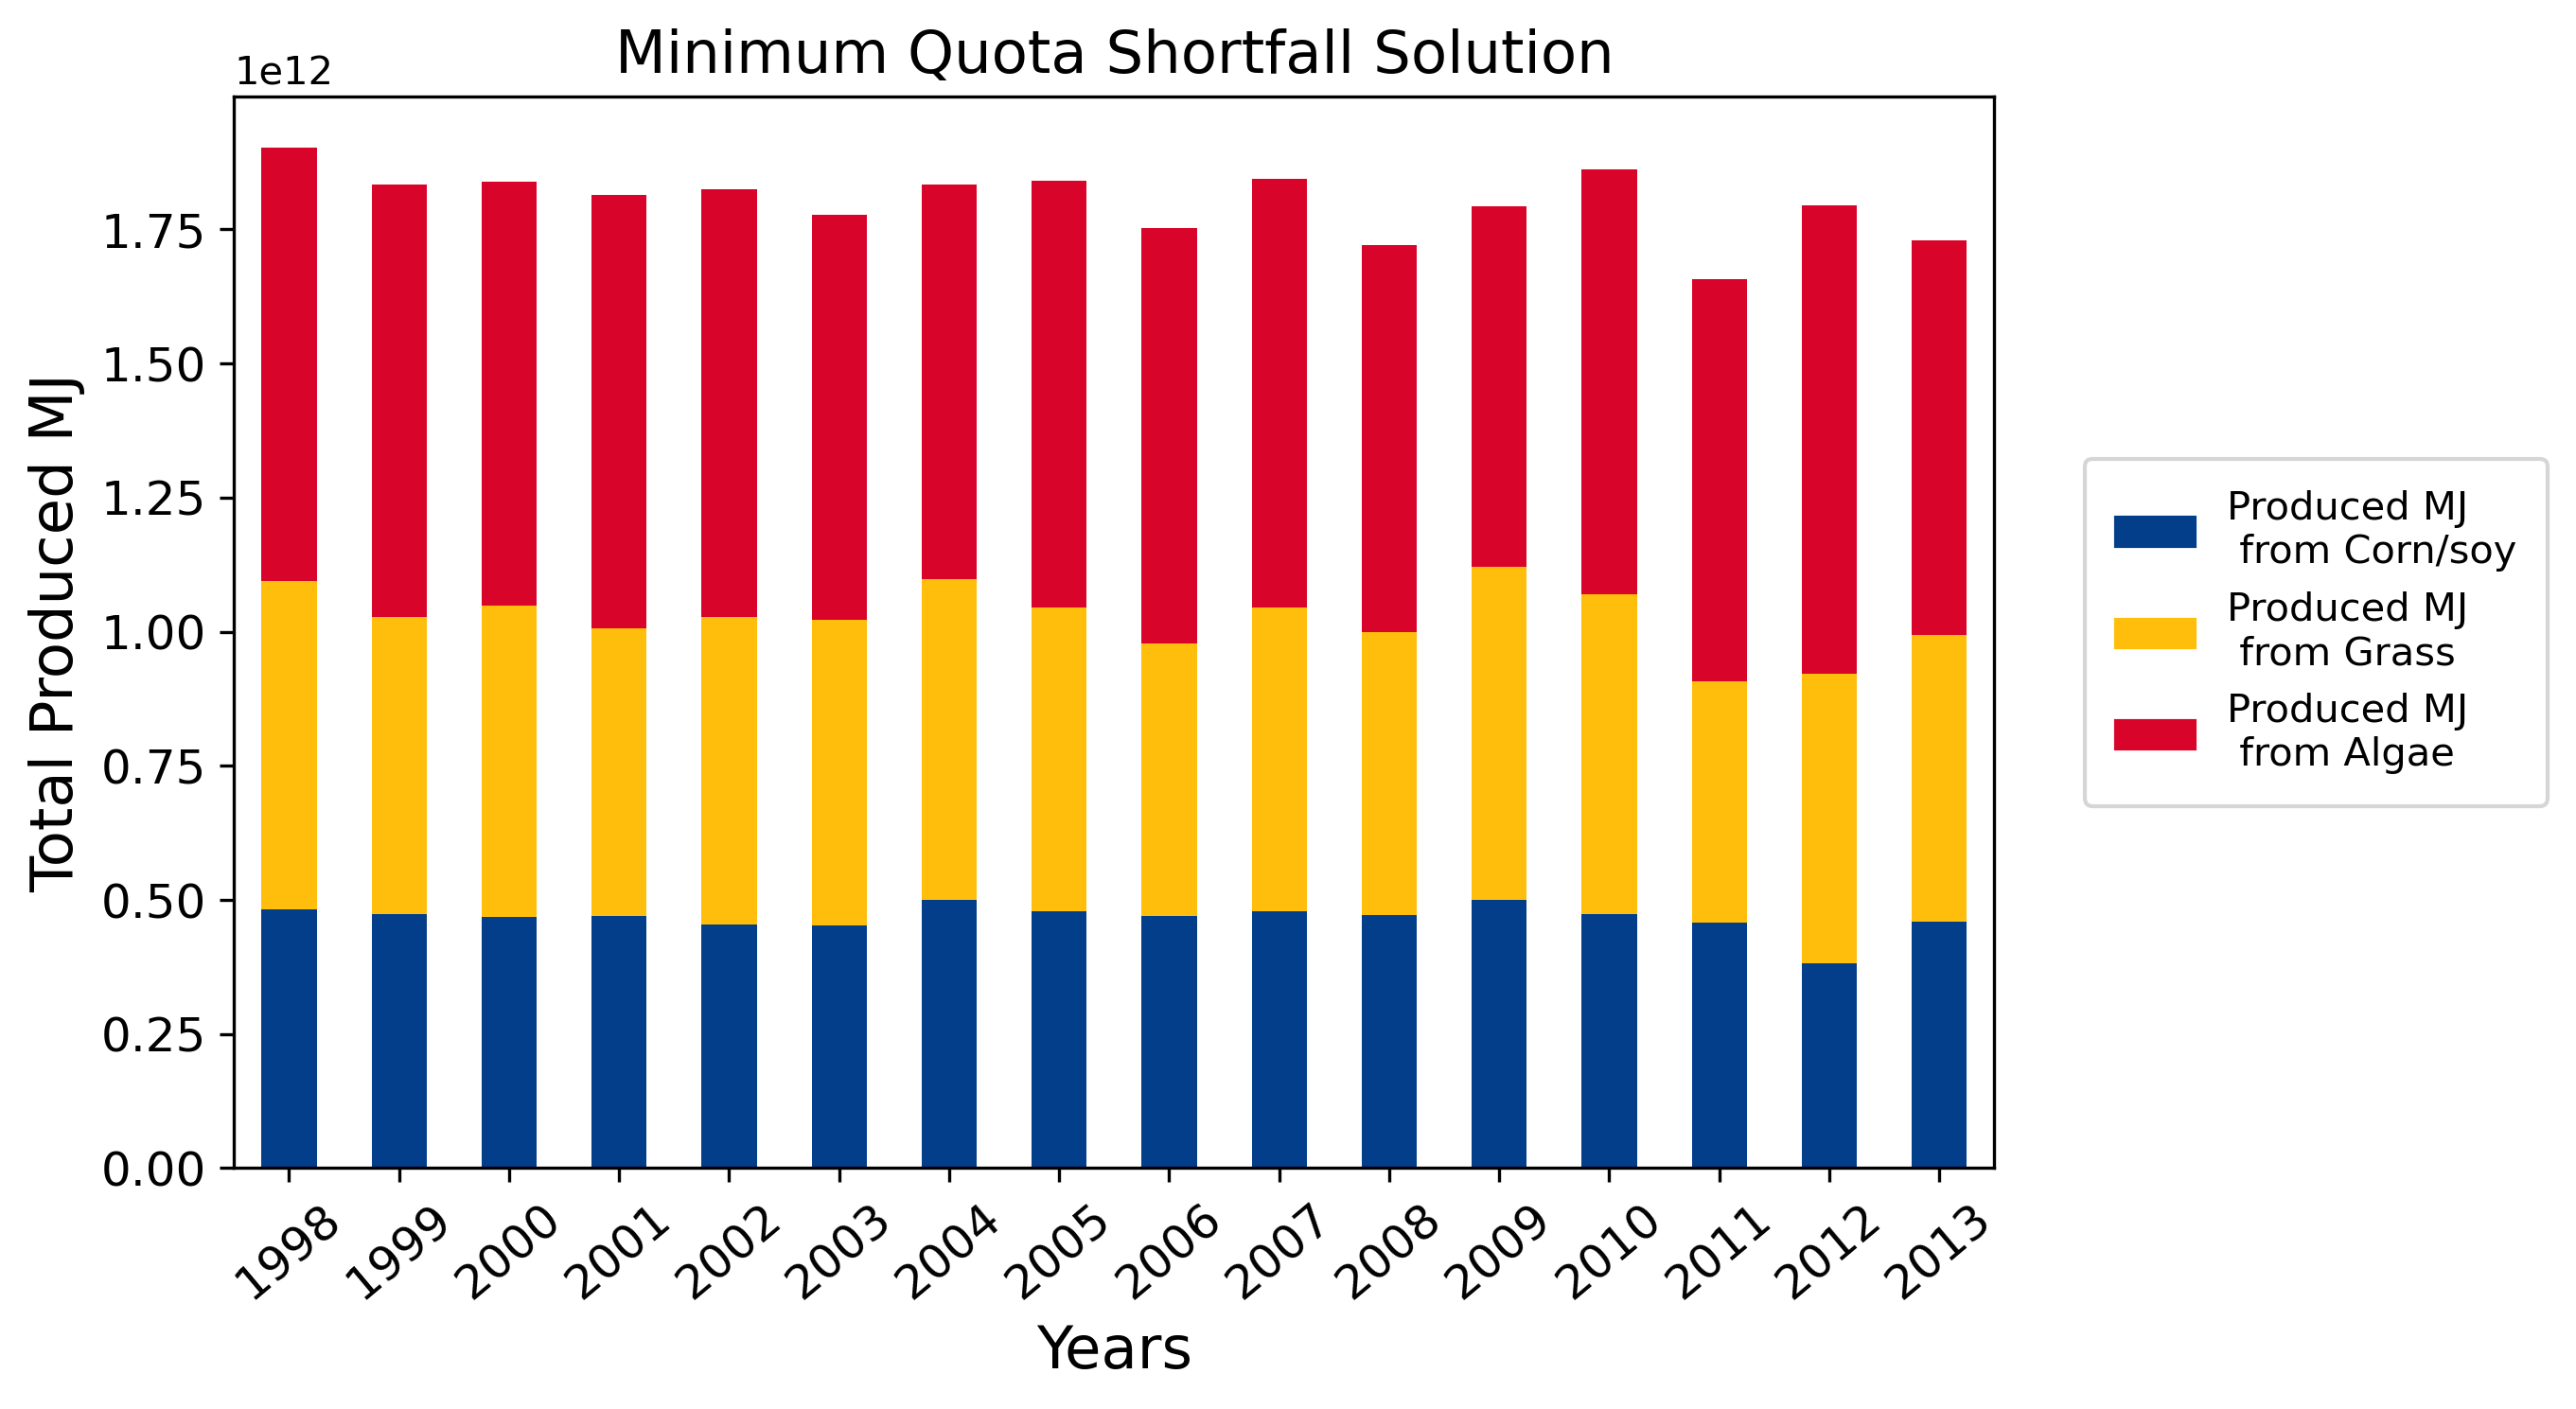 Minimum Quota Shortfall Solution
1e12
Total Produced MJ
1.75
1.50
1.25
1.00
0.75
0.50
0.25
0.00
1998
1999
2000
2001
2002
2003
2004
2005
2006
2007
2008
2009
2010
2011
2012
2013
Years
Produced MJ
from Corn/soy
Produced MJ
from Grass
Produced MJ
from Algae